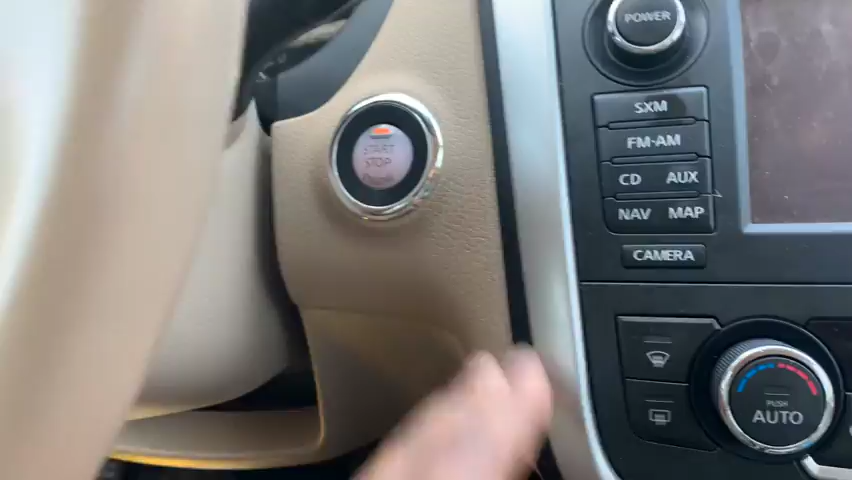 START
STOP
POWER
SXM
FM-AM
CD AUX
NAV MAP
CAMERA
PUSH
AUTO